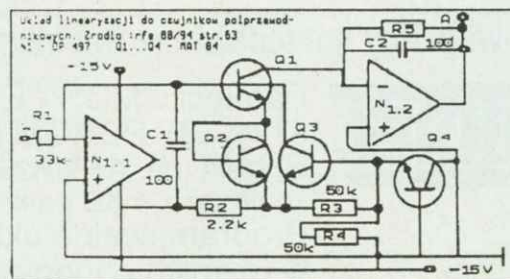 Uklad linearyzacji do czujnikow polprzewod-
nikowych. Zrodlo irfe 88/94 str.63
N1 - OP 497 Q1...Q4 - MAT 04
-15v
R1
33k
N1.1
C1
100
Q1
Q2
Q3
R2
2.2k
50k
R3
R4
50k
R5
C2 100
N1.2
A
Q4
-15v